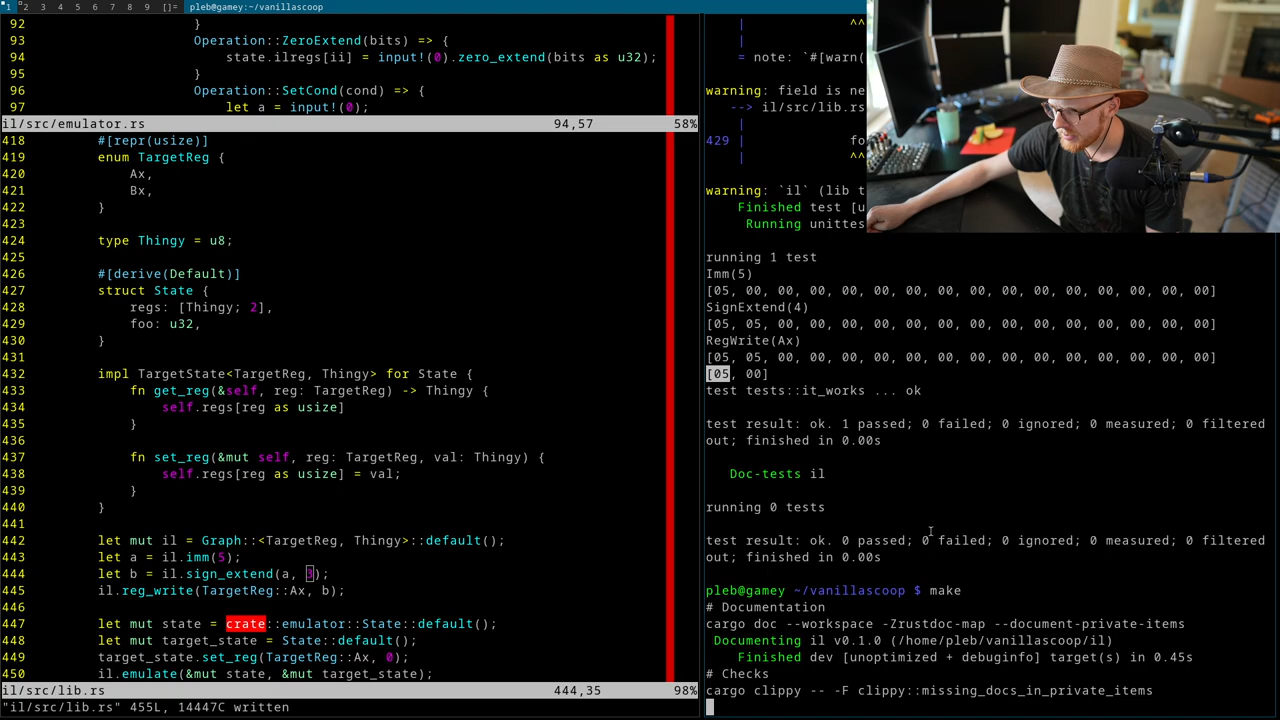 1 2 3 4 5 6 7 8 9 []= pleb@gamey:~/vanillascoop
92 }
93 Operation::ZeroExtend(bits) => {
94 state.ilregs[ii] = input!(0).zero_extend(bits as u32);
95 }
96 Operation::SetCond(cond) => {
97 let a = input!(0);
il/src/emulator.rs 94,57 58%
418 #[repr(usize)]
419 enum TargetReg {
420 Ax,
421 Bx,
422 }
423
424 type Thingy = u8;
425
426 #[derive(Default)]
427 struct State {
428 regs: [Thingy; 2],
429 foo: u32,
430 }
431
432 impl TargetState<TargetReg, Thingy> for State {
433 fn get_reg(&self, reg: TargetReg) -> Thingy {
434 self.regs[reg as usize]
435 }
436
437 fn set_reg(&mut self, reg: TargetReg, val: Thingy) {
438 self.regs[reg as usize] = val;
439 }
440 }
441
442 let mut il = Graph::<TargetReg, Thingy>::default();
443 let a = il.imm(5);
444 let b = il.sign_extend(a, 3);
445 il.reg_write(TargetReg::Ax, b);
446
447 let mut state = crate::emulator::State::default();
448 let mut target_state = State::default();
449 target_state.set_reg(TargetReg::Ax, 0);
450 il.emulate(&mut state, &mut target_state);
il/src/lib.rs 444,35 98%
"il/src/lib.rs" 455L, 14447C written
| ^^
|
= note: `#[warn(
warning: field is ne
--> il/src/lib.rs
|
429 | fo
| ^^
warning: `il` (lib t
Finished test [u
Running unittes
running 1 test
Imm(5)
[05, 00, 00, 00, 00, 00, 00, 00, 00, 00, 00, 00, 00, 00, 00, 00]
SignExtend(4)
[05, 05, 00, 00, 00, 00, 00, 00, 00, 00, 00, 00, 00, 00, 00, 00]
RegWrite(Ax)
[05, 05, 00, 00, 00, 00, 00, 00, 00, 00, 00, 00, 00, 00, 00, 00]
[05, 00]
test tests::it_works ... ok
test result: ok. 1 passed; 0 failed; 0 ignored; 0 measured; 0 filtered
out; finished in 0.00s
Doc-tests il
running 0 tests
test result: ok. 0 passed; 0 failed; 0 ignored; 0 measured; 0 filtered
out; finished in 0.00s
pleb@gamey ~/vanillascoop $ make
# Documentation
cargo doc --workspace -Zrustdoc-map --document-private-items
Documenting il v0.1.0 (/home/pleb/vanillascoop/il)
Finished dev [unoptimized + debuginfo] target(s) in 0.45s
# Checks
cargo clippy -- -F clippy::missing_docs_in_private_items